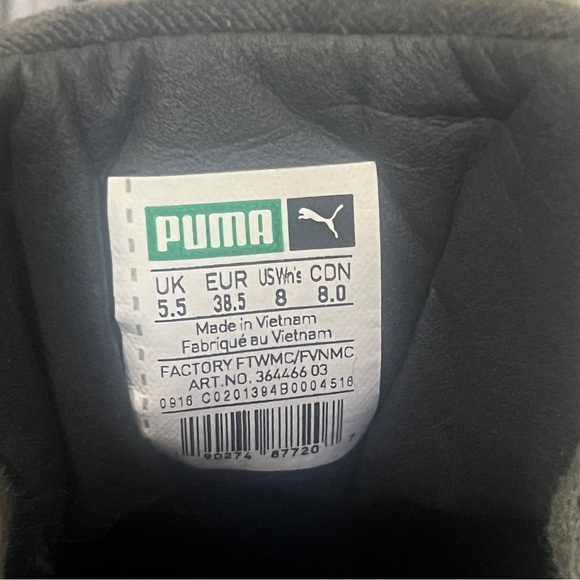 PUMA
UK EUR US Wn's CDN
5.5 38.5 8 8.0
Made in Vietnam
Fabriqué au Vietnam
FACTORY FTWMC/FVNMC
ART.NO. 364466 03
0916 C0201394B0004516
90274 87720 7